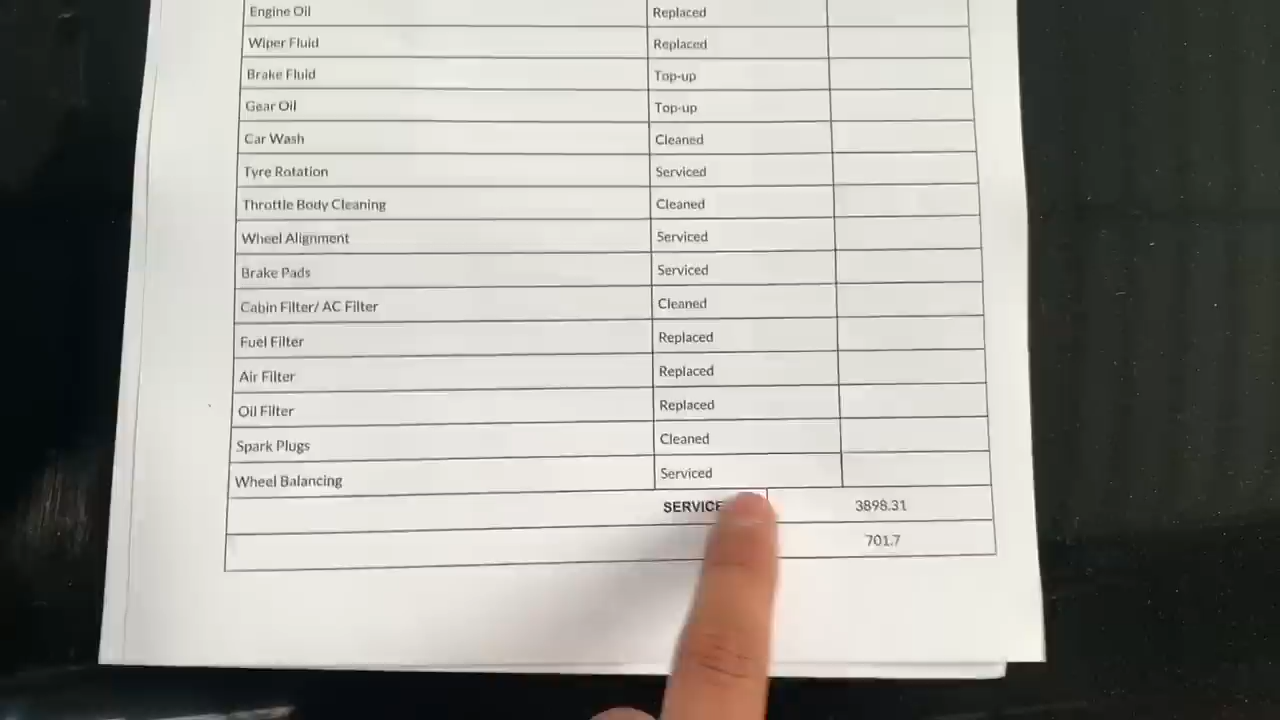 Engine Oil Replaced
Wiper Fluid Replaced
Brake Fluid Top-up
Gear Oil Top-up
Car Wash Cleaned
Tyre Rotation Serviced
Throttle Body Cleaning Cleaned
Wheel Alignment Serviced
Brake Pads Serviced
Cabin Filter/ AC Filter Cleaned
Fuel Filter Replaced
Air Filter Replaced
Oil Filter Replaced
Spark Plugs Cleaned
Wheel Balancing Serviced
SERVICE 3898.31
701.7